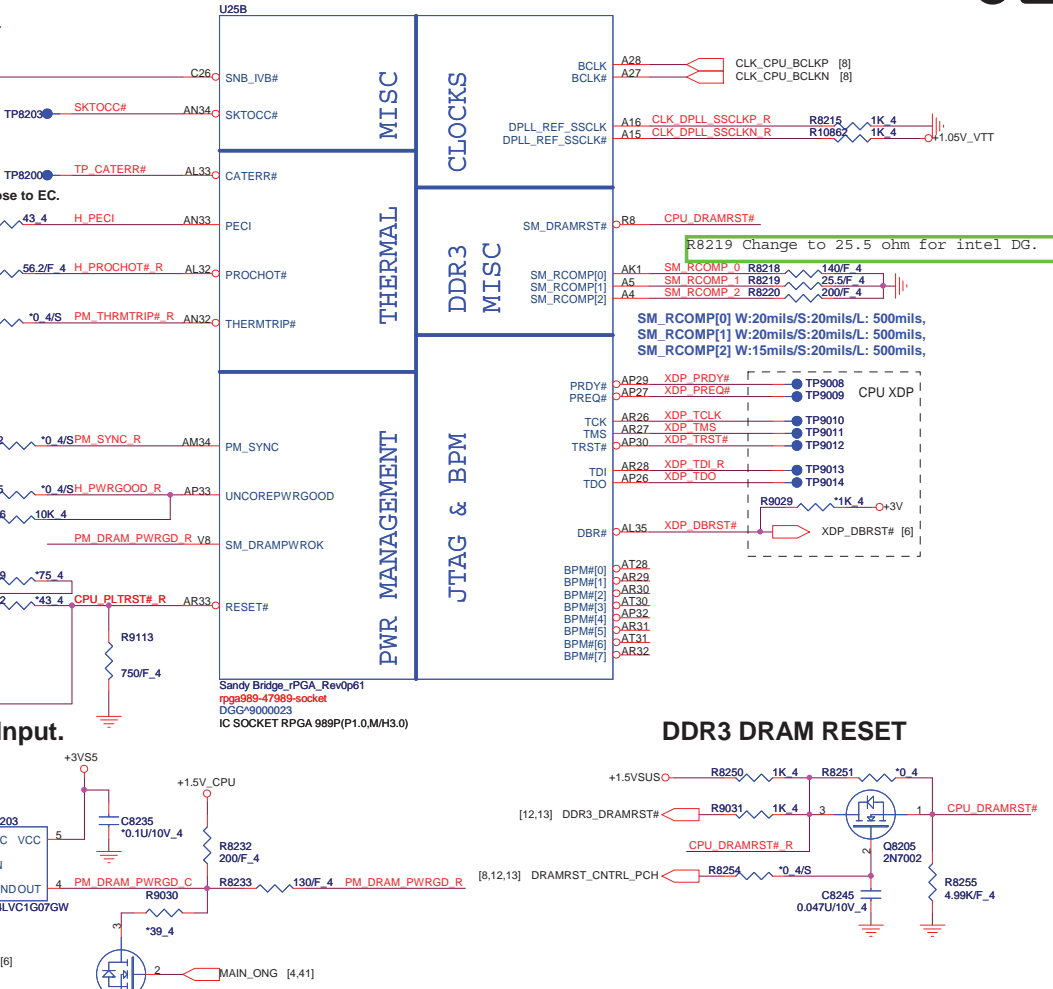 U25B
C26 SNB_IVB#
TP8203 SKTOCC# AN34 SKTOCC#
TP8200 TP_CATERR# AL33 CATERR#
ose to EC.
43_4 H_PECI AN33 PECI
56.2/F_4 H_PROCHOT#_R AL32 PROCHOT#
*0_4/S PM_THRMTRIP#_R AN32 THERMTRIP#
2 *0_4/S PM_SYNC_R AM34 PM_SYNC
5 *0_4/S H_PWRGOOD_R AP33 UNCOREPWRGOOD
6 10K_4
PM_DRAM_PWRGD_R V8 SM_DRAMPWROK
9 *75_4
2 *43_4 CPU_PLTRST#_R AR33 RESET#
R9113
750/F_4
MISC
THERMAL
PWR MANAGEMENT
CLOCKS
DDR3
MISC
JTAG & BPM
BCLK A28 CLK_CPU_BCLKP [8]
BCLK# A27 CLK_CPU_BCLKN [8]
DPLL_REF_SSCLK A16 CLK_DPLL_SSCLKP_R R8215 1K_4
DPLL_REF_SSCLK# A15 CLK_DPLL_SSCLKN_R R10862 1K_4 +1.05V_VTT
SM_DRAMRST# R8 CPU_DRAMRST#
R8219 Change to 25.5 ohm for intel DG.
SM_RCOMP[0] AK1 SM_RCOMP_0 R8218 140/F_4
SM_RCOMP[1] A5 SM_RCOMP_1 R8219 25.5/F_4
SM_RCOMP[2] A4 SM_RCOMP_2 R8220 200/F_4
SM_RCOMP[0] W:20mils/S:20mils/L: 500mils,
SM_RCOMP[1] W:20mils/S:20mils/L: 500mils,
SM_RCOMP[2] W:15mils/S:20mils/L: 500mils,
PRDY# AP29 XDP_PRDY# TP9008
PREQ# AP27 XDP_PREQ# TP9009
CPU XDP
TCK AR26 XDP_TCLK TP9010
TMS AR27 XDP_TMS TP9011
TRST# AP30 XDP_TRST# TP9012
TDI AR28 XDP_TDI_R TP9013
TDO AP26 XDP_TDO TP9014
R9029 *1K_4 +3V
DBR# AL35 XDP_DBRST# XDP_DBRST# [6]
BPM#[0] AT28
BPM#[1] AR29
BPM#[2] AR30
BPM#[3] AT30
BPM#[4] AP32
BPM#[5] AR31
BPM#[6] AT31
BPM#[7] AR32
Sandy Bridge_rPGA_Rev0p61
rpga989-47989-socket
DGG^9000023
IC SOCKET RPGA 989P(P1.0,M/H3.0)
Input.
+3VS5
+1.5V_CPU
203
C VCC 5
C8235
*0.1U/10V_4
R8232
200/F_4
N
ND OUT 4 PM_DRAM_PWRGD_C R8233 130/F_4 PM_DRAM_PWRGD_R
4LVC1G07GW
R9030
*39_4
3
[6]
2 MAIN_ONG [4,41]
DDR3 DRAM RESET
+1.5VSUS R8250 1K_4 R8251 *0_4
[12,13] DDR3_DRAMRST# R9031 1K_4 3 1 CPU_DRAMRST#
CPU_DRAMRST#_R
Q8205
2N7002
2
[8,12,13] DRAMRST_CNTRL_PCH R8254 *0_4/S
C8245
0.047U/10V_4
R8255
4.99K/F_4